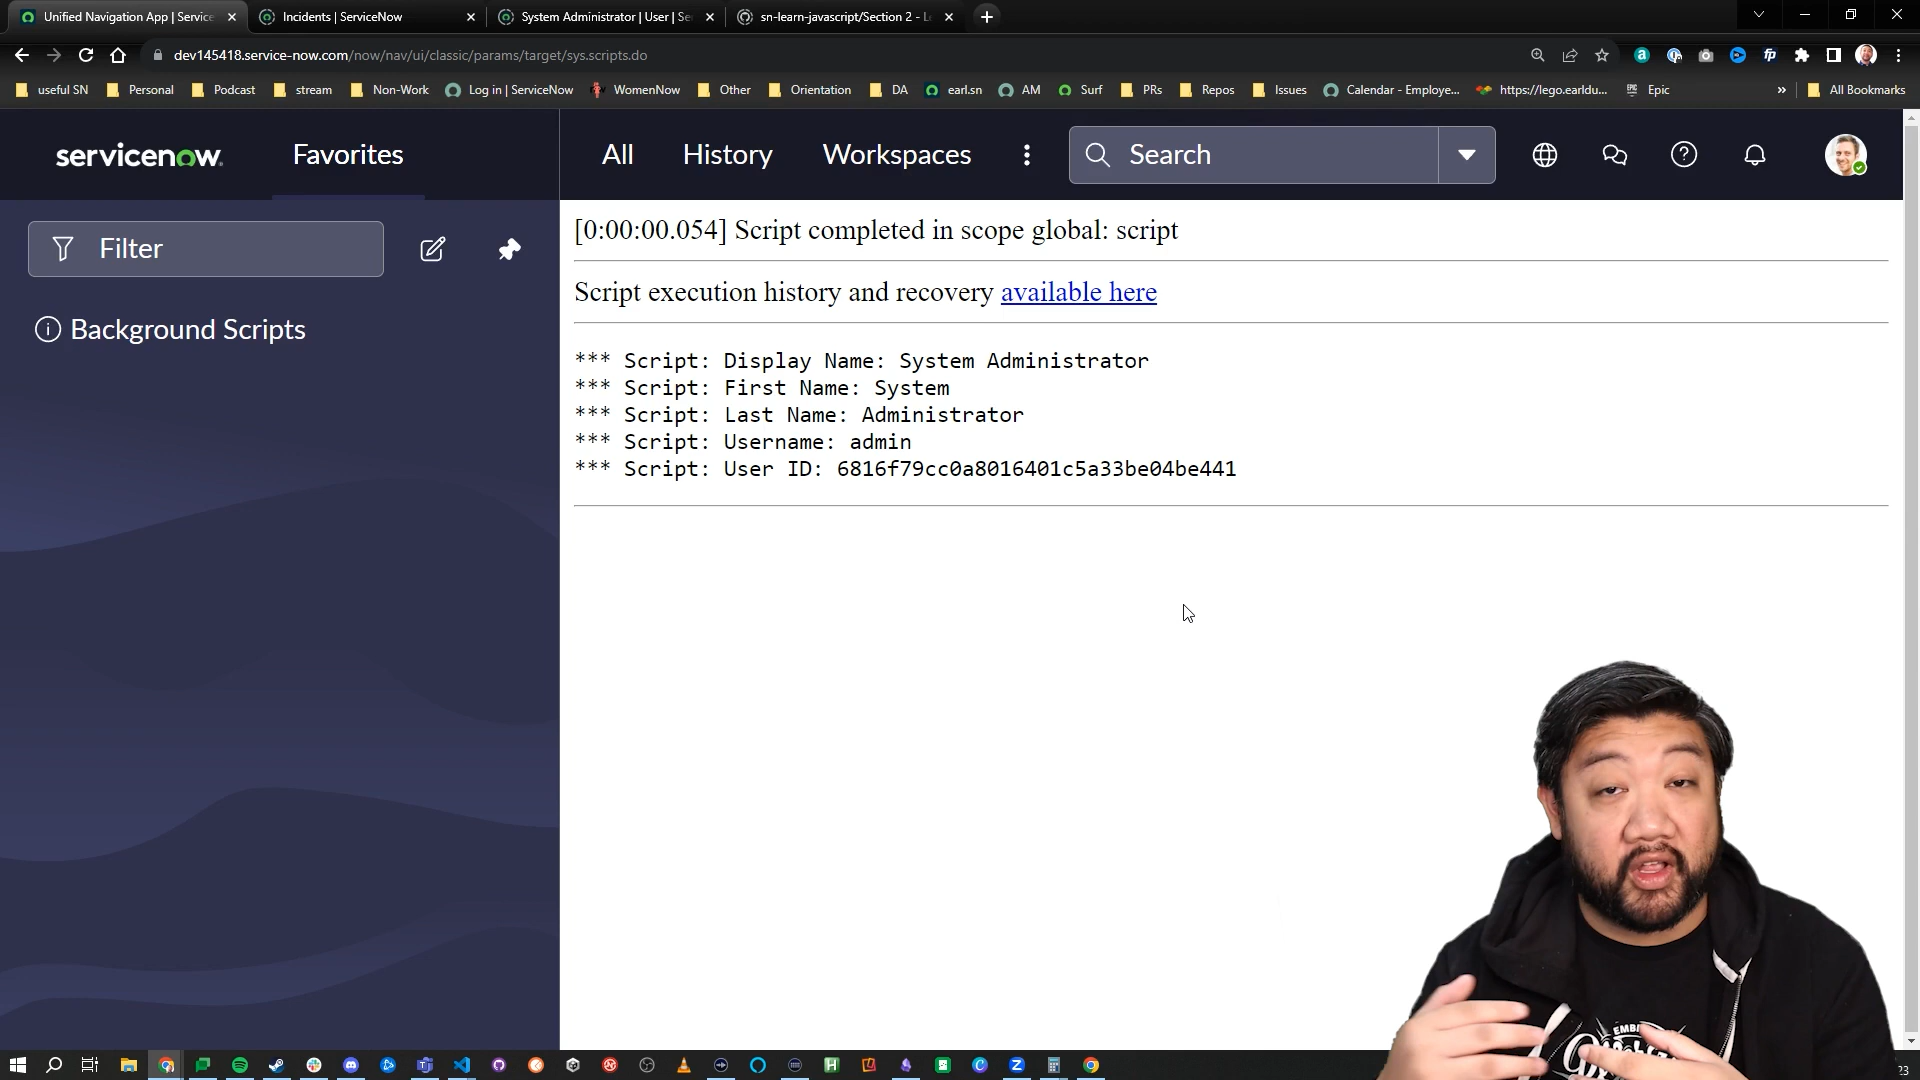 Unified Navigation App | Service
Incidents | ServiceNow
System Administrator | User | Se
sn-learn-javascript/Section 2 - Le
dev145418.service-now.com/now/nav/ui/classic/params/target/sys.scripts.do
useful SN
Personal
Podcast
stream
Non-Work
Log in | ServiceNow
WomenNow
Other
Orientation
DA
earl.sn
AM
Surf
PRs
Repos
Issues
Calendar - Employe...
https://lego.earldu...
Epic
»
All Bookmarks
servicenow
Favorites
All
History
Workspaces
Search
Filter
Background Scripts
[0:00:00.054] Script completed in scope global: script
Script execution history and recovery available here
*** Script: Display Name: System Administrator
*** Script: First Name: System
*** Script: Last Name: Administrator
*** Script: Username: admin
*** Script: User ID: 6816f79cc0a8016401c5a33be04be441
23